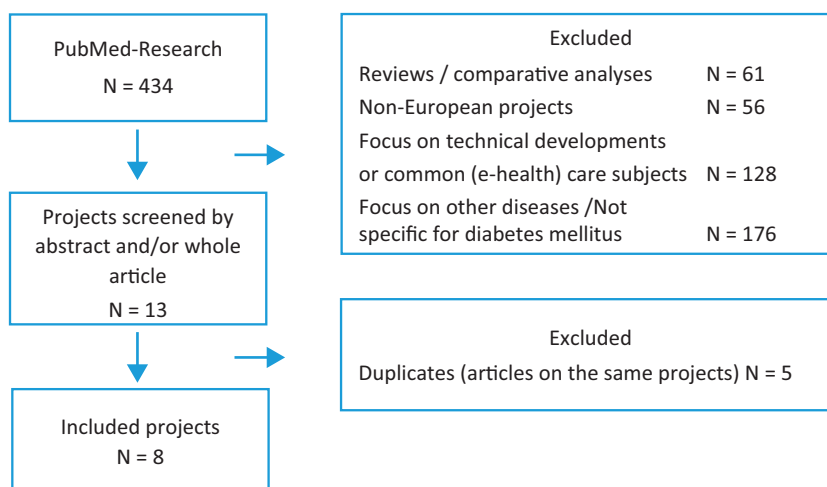 PubMed-Research
N = 434
Excluded
Reviews / comparative analyses N = 61
Non-European projects N = 56
Focus on technical developments
or common (e-health) care subjects N = 128
Focus on other diseases /Not
specific for diabetes mellitus N = 176
Projects screened by
abstract and/or whole
article
N = 13
Excluded
Duplicates (articles on the same projects) N = 5
Included projects
N = 8